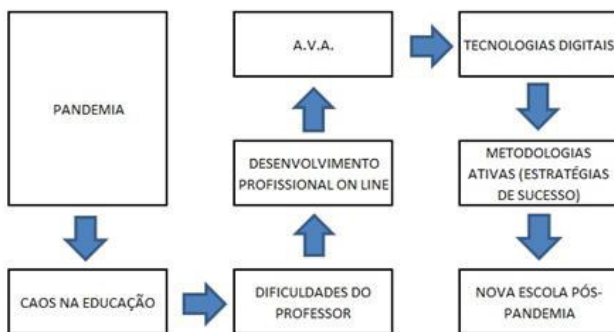 PANDEMIA
CAOS NA EDUCAÇÃO
DIFICULDADES DO
PROFESSOR
DESENVOLVIMENTO
PROFISSIONAL ON LINE
A.V.A.
TECNOLOGIAS DIGITAIS
METODOLOGIAS
ATIVAS (ESTRATÉGIAS
DE SUCESSO)
NOVA ESCOLA PÓS-
PANDEMIA